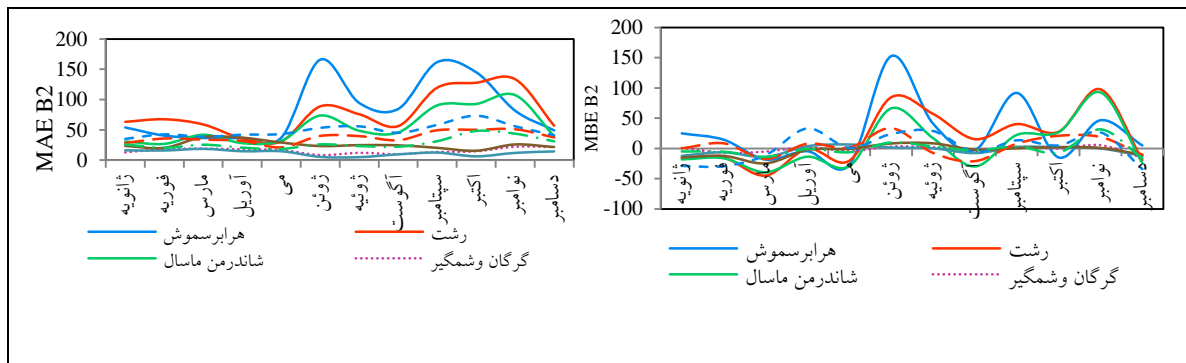 MAE B2
200
150
100
50
0
ژانویه
فوریه
مارس
آوریل
می
ژوئن
ژوئیه
آگوست
سپتامبر
اکتبر
نوامبر
دسامبر
هرابرسموش
رشت
شاندرمن ماسال
گرگان وشمگیر
MBE B2
200
150
100
50
0
-50
-100
ژانویه
فوریه
مارس
آوریل
می
ژوئن
ژوئیه
آگوست
سپتامبر
اکتبر
نوامبر
دسامبر
هرابرسموش
رشت
شاندرمن ماسال
گرگان وشمگیر